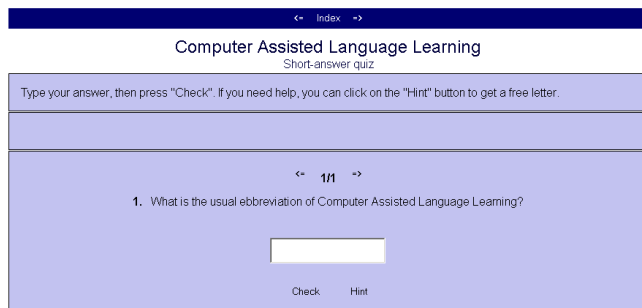 <= Index =>
Computer Assisted Language Learning
Short-answer quiz
Type your answer, then press "Check". If you need help, you can click on the "Hint" button to get a free letter.
<= 1/1 =>
1. What is the usual ebbreviation of Computer Assisted Language Learning?
Check Hint